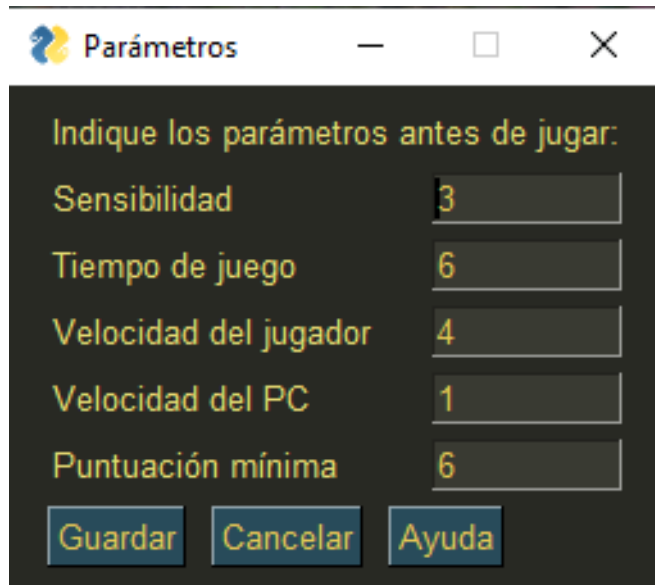 Parámetros
Indique los parámetros antes de jugar:
Sensibilidad 3
Tiempo de juego 6
Velocidad del jugador 4
Velocidad del PC 1
Puntuación mínima 6
Guardar Cancelar Ayuda